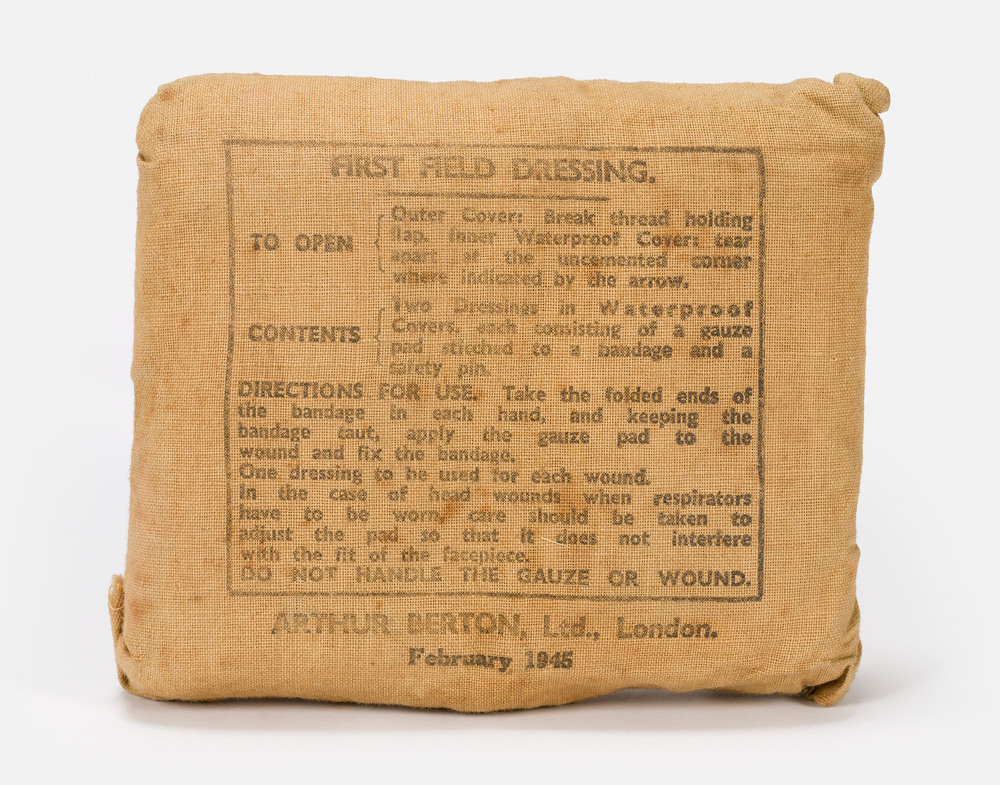 FIRST FIELD DRESSING.
TO OPEN
Outer Cover: Break thread holding
flap. Inner Waterproof Cover: tear
apart at the uncemented corner
where indicated by the arrow.
CONTENTS
Two Dressings in Waterproof
Covers, each consisting of a gauze
pad stitched to a bandage and a
safety pin.
DIRECTIONS FOR USE. Take the folded ends of
the bandage in each hand, and keeping the
bandage taut, apply the gauze pad to the
wound and fix the bandage.
One dressing to be used for each wound.
In the case of head wounds when respirators
have to be worn, care should be taken to
adjust the pad so that it does not interfere
with the fit of the facepiece.
DO NOT HANDLE THE GAUZE OR WOUND.
ARTHUR BERTON, Ltd., London.
February 1945